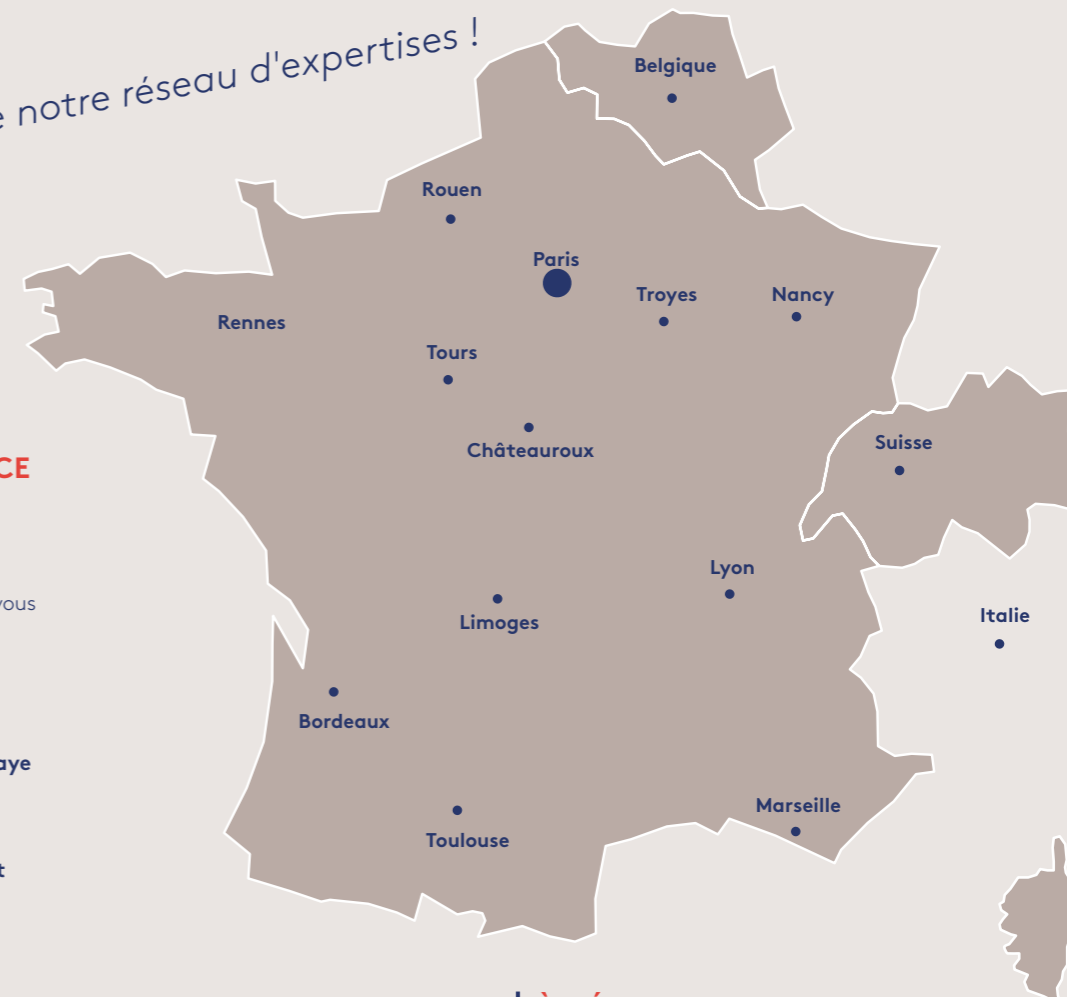 notre réseau d'expertises !
Belgique
Rouen
Paris
Troyes
Nancy
Rennes
Tours
Châteauroux
Suisse
CE
Lyon
vous
Italie
Limoges
Bordeaux
aye
Marseille
Toulouse
t